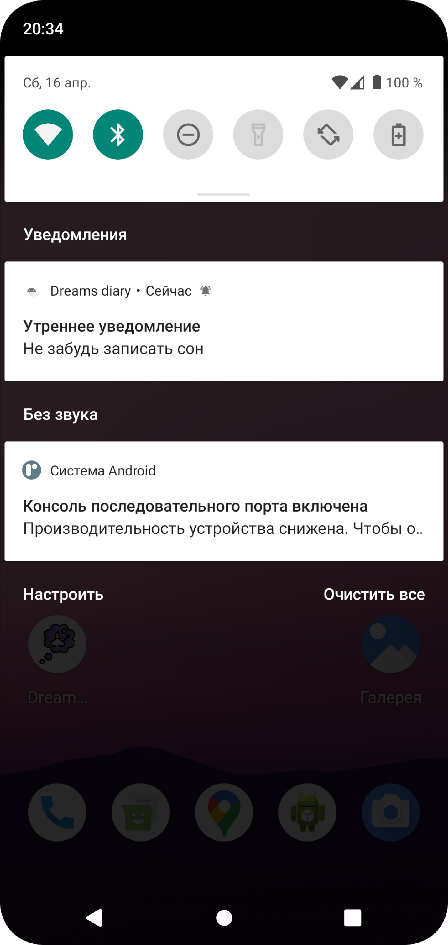 20:34
Сб, 16 апр.
100 %
Уведомления
Dreams diary • Сейчас
Утреннее уведомление
Не забудь записать сон
Без звука
Система Android
Консоль последовательного порта включена
Производительность устройства снижена. Чтобы о..
Настроить
Очистить все
Dream...
Галерея